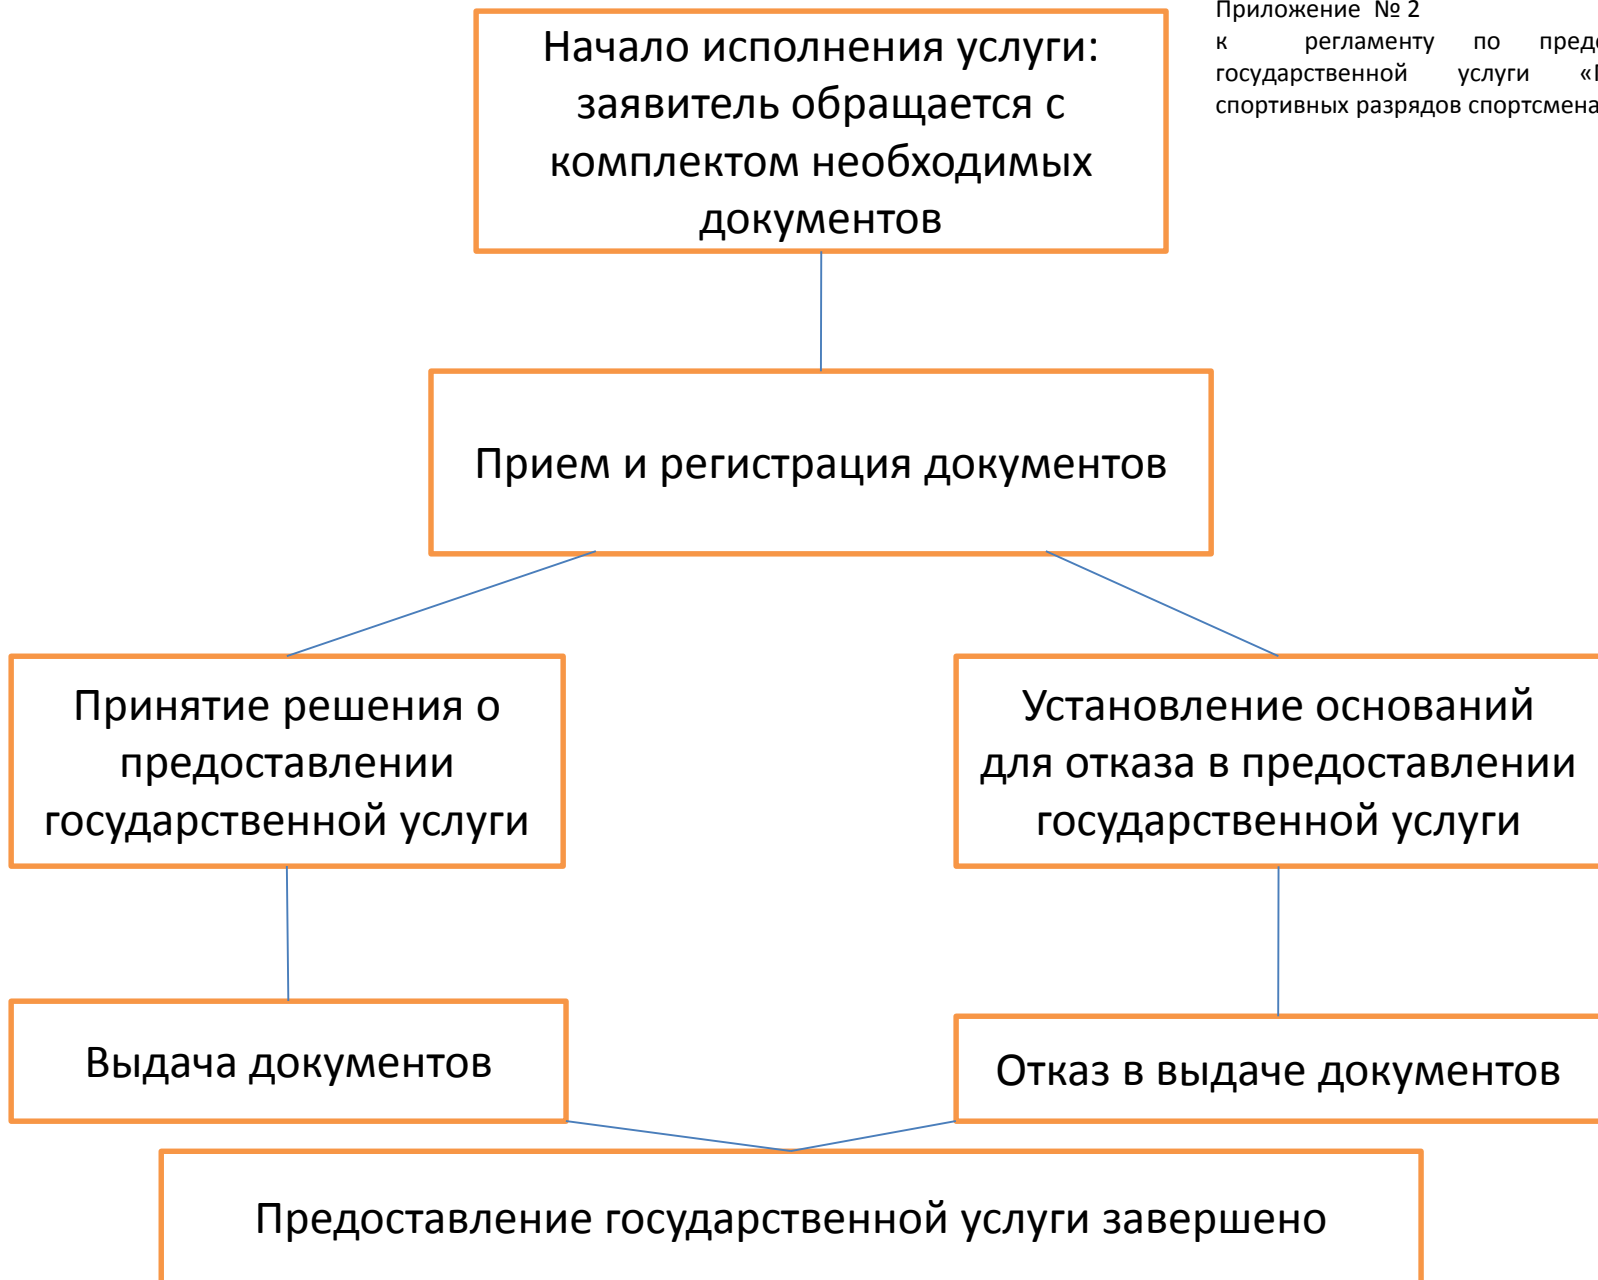 Приложение № 2
к регламенту по
государственной услуги
спортивных разрядов
Начало исполнения услуги:
заявитель обращается с
комплектом необходимых
документов
Прием и регистрация документов
Принятие решения о
предоставлении
государственной услуги
Установление оснований
для отказа в предоставлении
государственной услуги
Выдача документов
Отказ в выдаче документов
Предоставление государственной услуги завершено